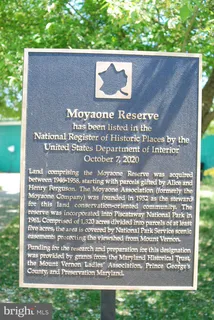 Moyaone Reserve
has been listed in the
National Register of Historic Places by the
United States Department of Interior
October 7, 2020
Land comprising the Moyaone Reserve was acquired
between 1946-1956, starting with parcels gifted by Alice and
Henry Ferguson. The Moyaone Association (formerly the
Moyaone Company) was founded in 1952 as the steward
for this land conservation-oriented community. The
reserve was incorporated into Piscataway National Park in
1961. Comprised of 1,320 acres divided into parcels of at least
five acres, the area is covered by National Park Service scenic
easements protecting the viewshed from Mount Vernon.
Funding for the research and preparation for this designation
was provided by grants from the Maryland Historical Trust,
the Mount Vernon Ladies' Association, Prince George's
County, and Preservation Maryland.
bright MLS